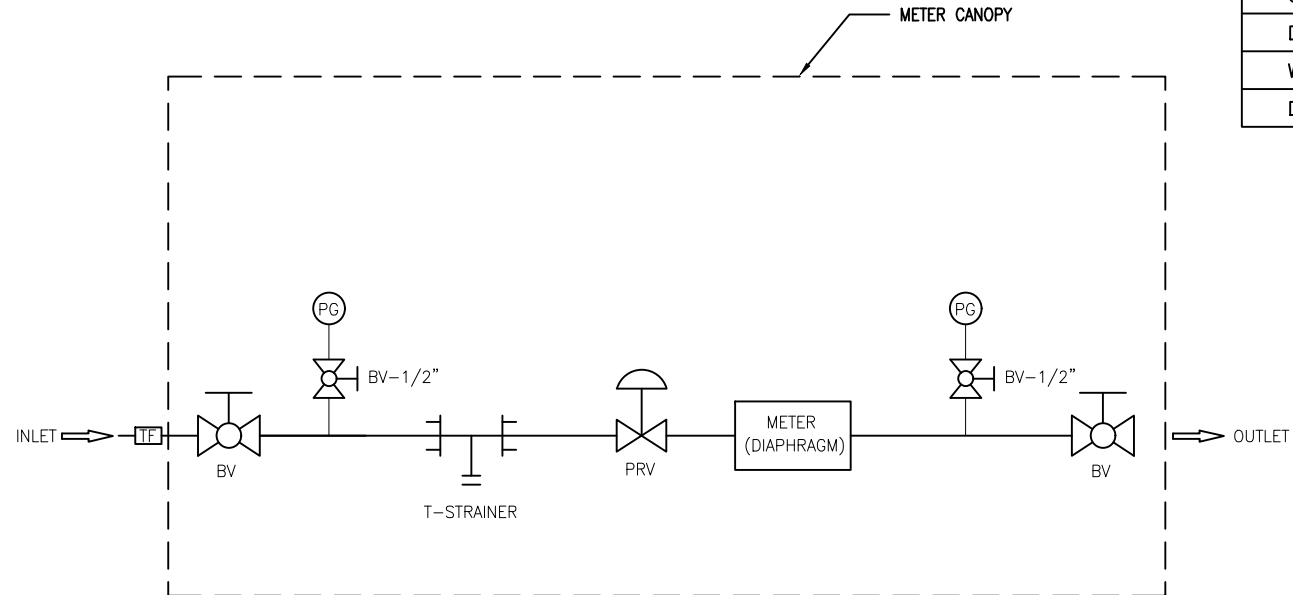 METER CANOPY
PG
PG
BV-1/2"
BV-1/2"
INLET
TF
BV
T-STRAINER
PRV
METER
(DIAPHRAGM)
BV
OUTLET